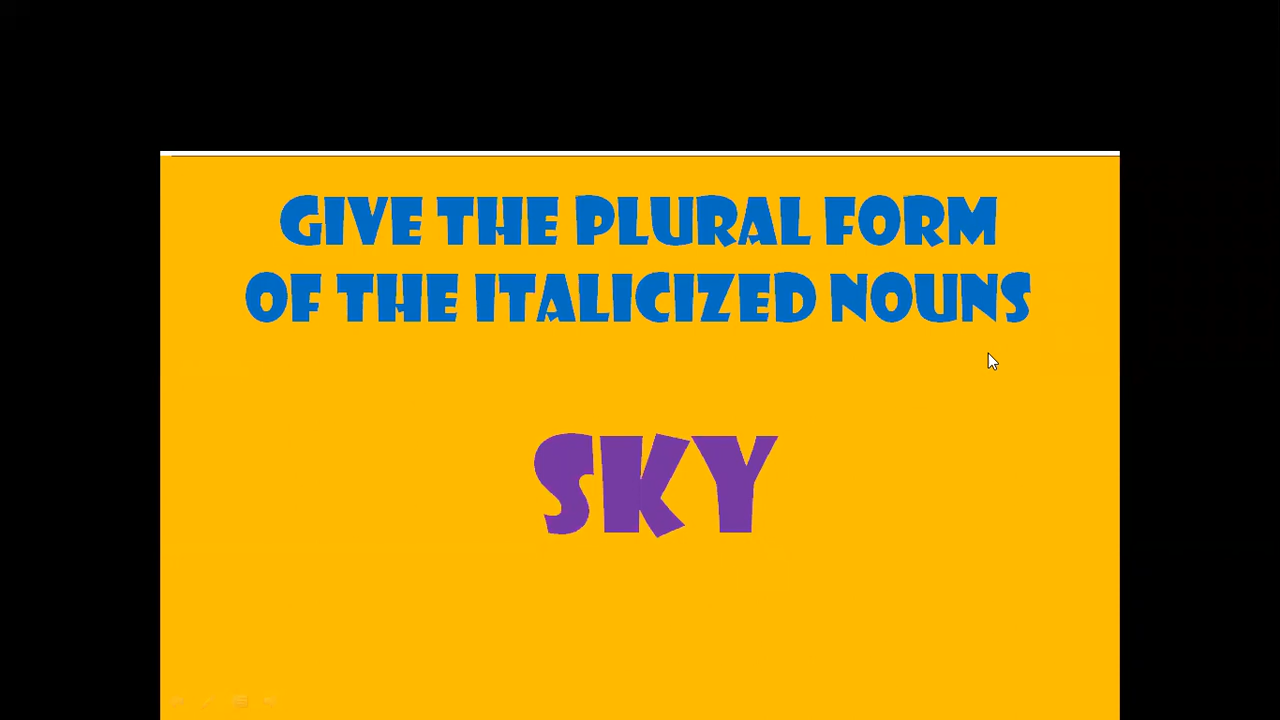 GIVE THE PLURAL FORM
OF THE ITALICIZED NOUNS
SKY